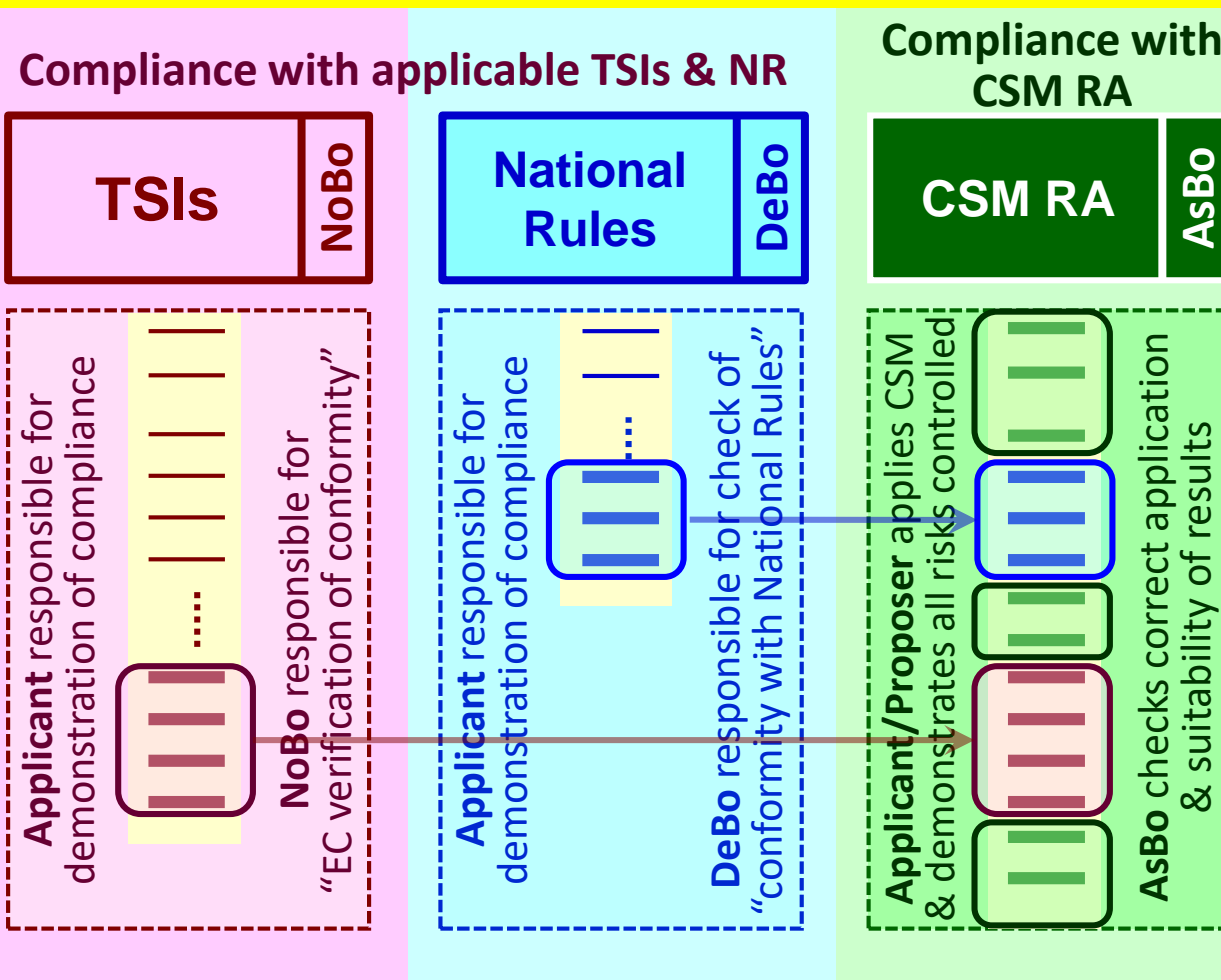 Compliance with applicable TSIs & NR
Compliance with
CSM RA
TSIs
NoBo
National
Rules
DeBo
CSM RA
AsBo
Applicant responsible for
demonstration of compliance
NoBo responsible for
“EC verification of conformity”
Applicant responsible for
demonstration of compliance
DeBo responsible for check of
“conformity with National Rules”
Applicant/Proposer applies CSM
& demonstrates all risks controlled
AsBo checks correct application
& suitability of results